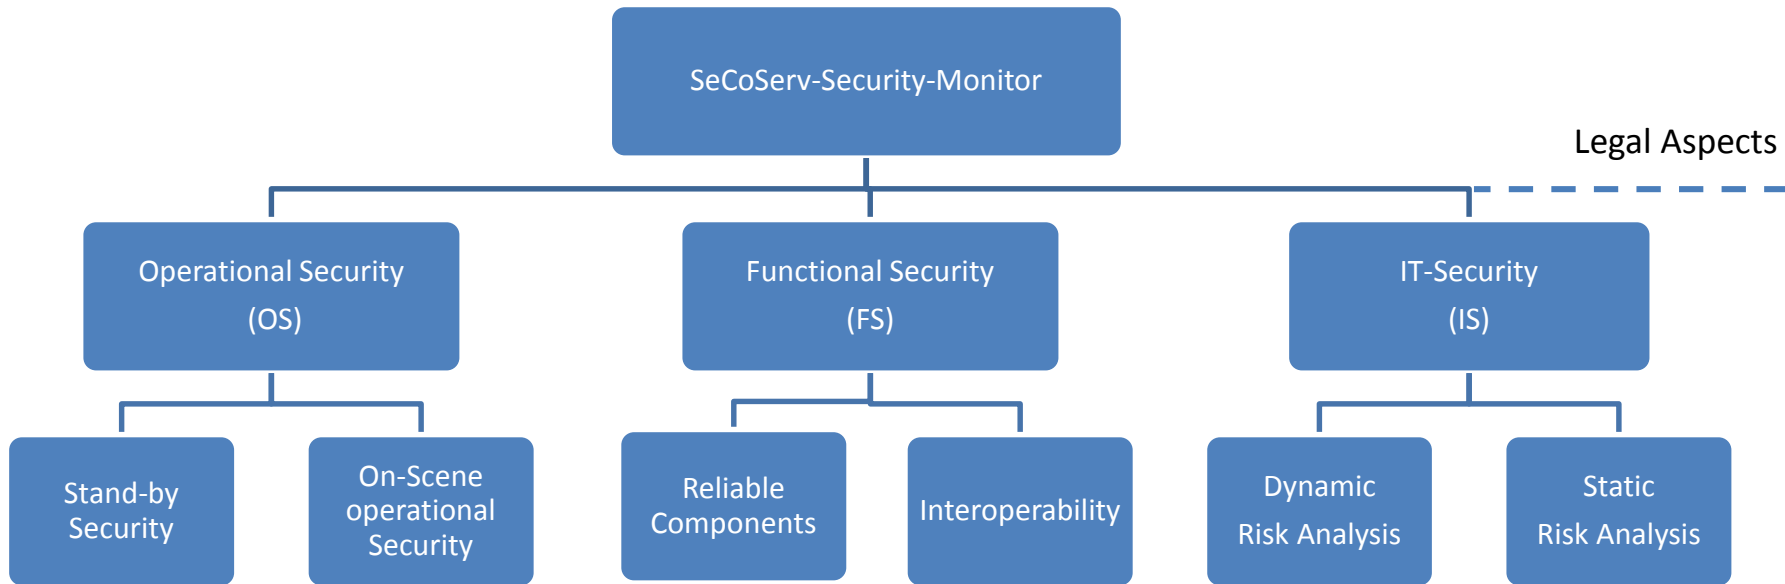 SeCoServ-Security-Monitor
Legal Aspects
Operational Security
(OS)
Functional Security
(FS)
IT-Security
(IS)
Stand-by
Security
On-Scene
operational
Security
Reliable
Components
Interoperability
Dynamic
Risk Analysis
Static
Risk Analysis